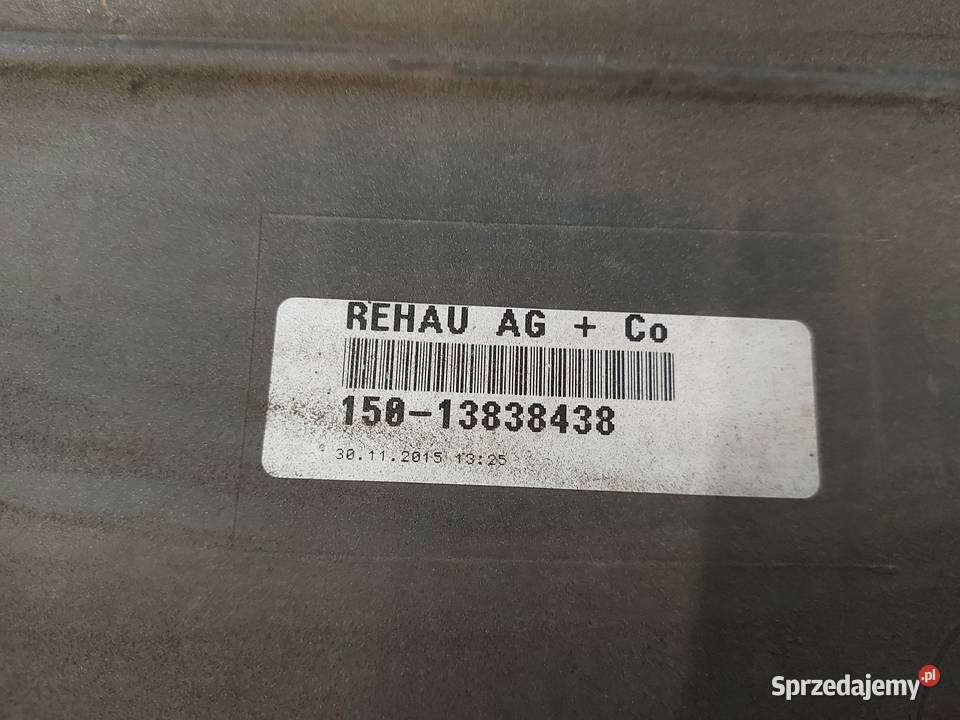 REHAU AG + Co
150-13838438
30.11.2015 13:25
Sprzedajemy.pl